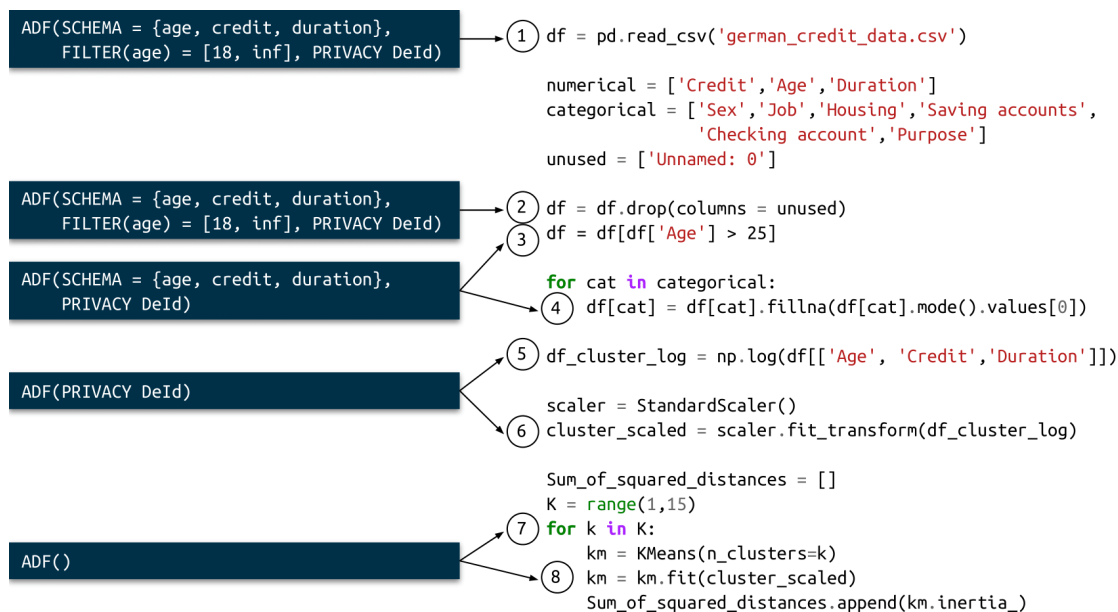 ADF(SCHEMA = {age, credit, duration},
FILTER(age) = [18, inf], PRIVACY DeId)
1 df = pd.read_csv('german_credit_data.csv')
numerical = ['Credit','Age','Duration']
categorical = ['Sex','Job','Housing','Saving accounts',
'Checking account','Purpose']
unused = ['Unnamed: 0']
ADF(SCHEMA = {age, credit, duration},
FILTER(age) = [18, inf], PRIVACY DeId)
2 df = df.drop(columns = unused)
3 df = df[df['Age'] > 25]
ADF(SCHEMA = {age, credit, duration},
PRIVACY DeId)
for cat in categorical:
4 df[cat] = df[cat].fillna(df[cat].mode().values[0])
5 df_cluster_log = np.log(df[['Age', 'Credit','Duration']])
ADF(PRIVACY DeId)
scaler = StandardScaler()
6 cluster_scaled = scaler.fit_transform(df_cluster_log)
Sum_of_squared_distances = []
K = range(1,15)
7 for k in K:
ADF()
km = KMeans(n_clusters=k)
8 km = km.fit(cluster_scaled)
Sum_of_squared_distances.append(km.inertia_)